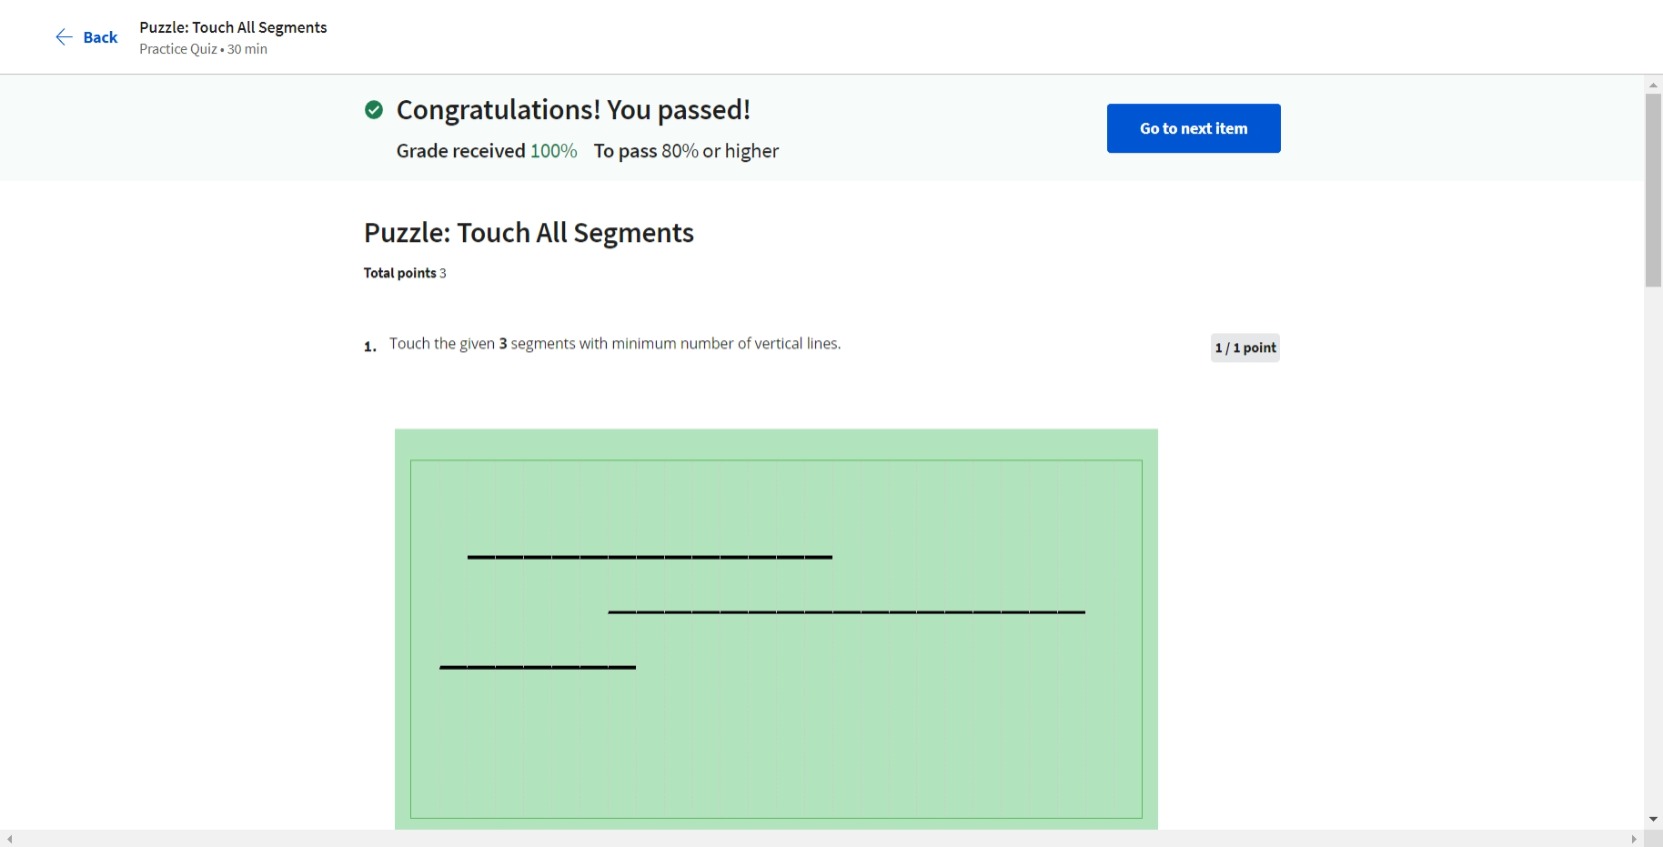 Back
Puzzle: Touch All Segments
Practice Quiz • 30 min
Congratulations! You passed!
Grade received 100% To pass 80% or higher
Go to next item
Puzzle: Touch All Segments
Total points 3
1. Touch the given 3 segments with minimum number of vertical lines.
1 / 1 point